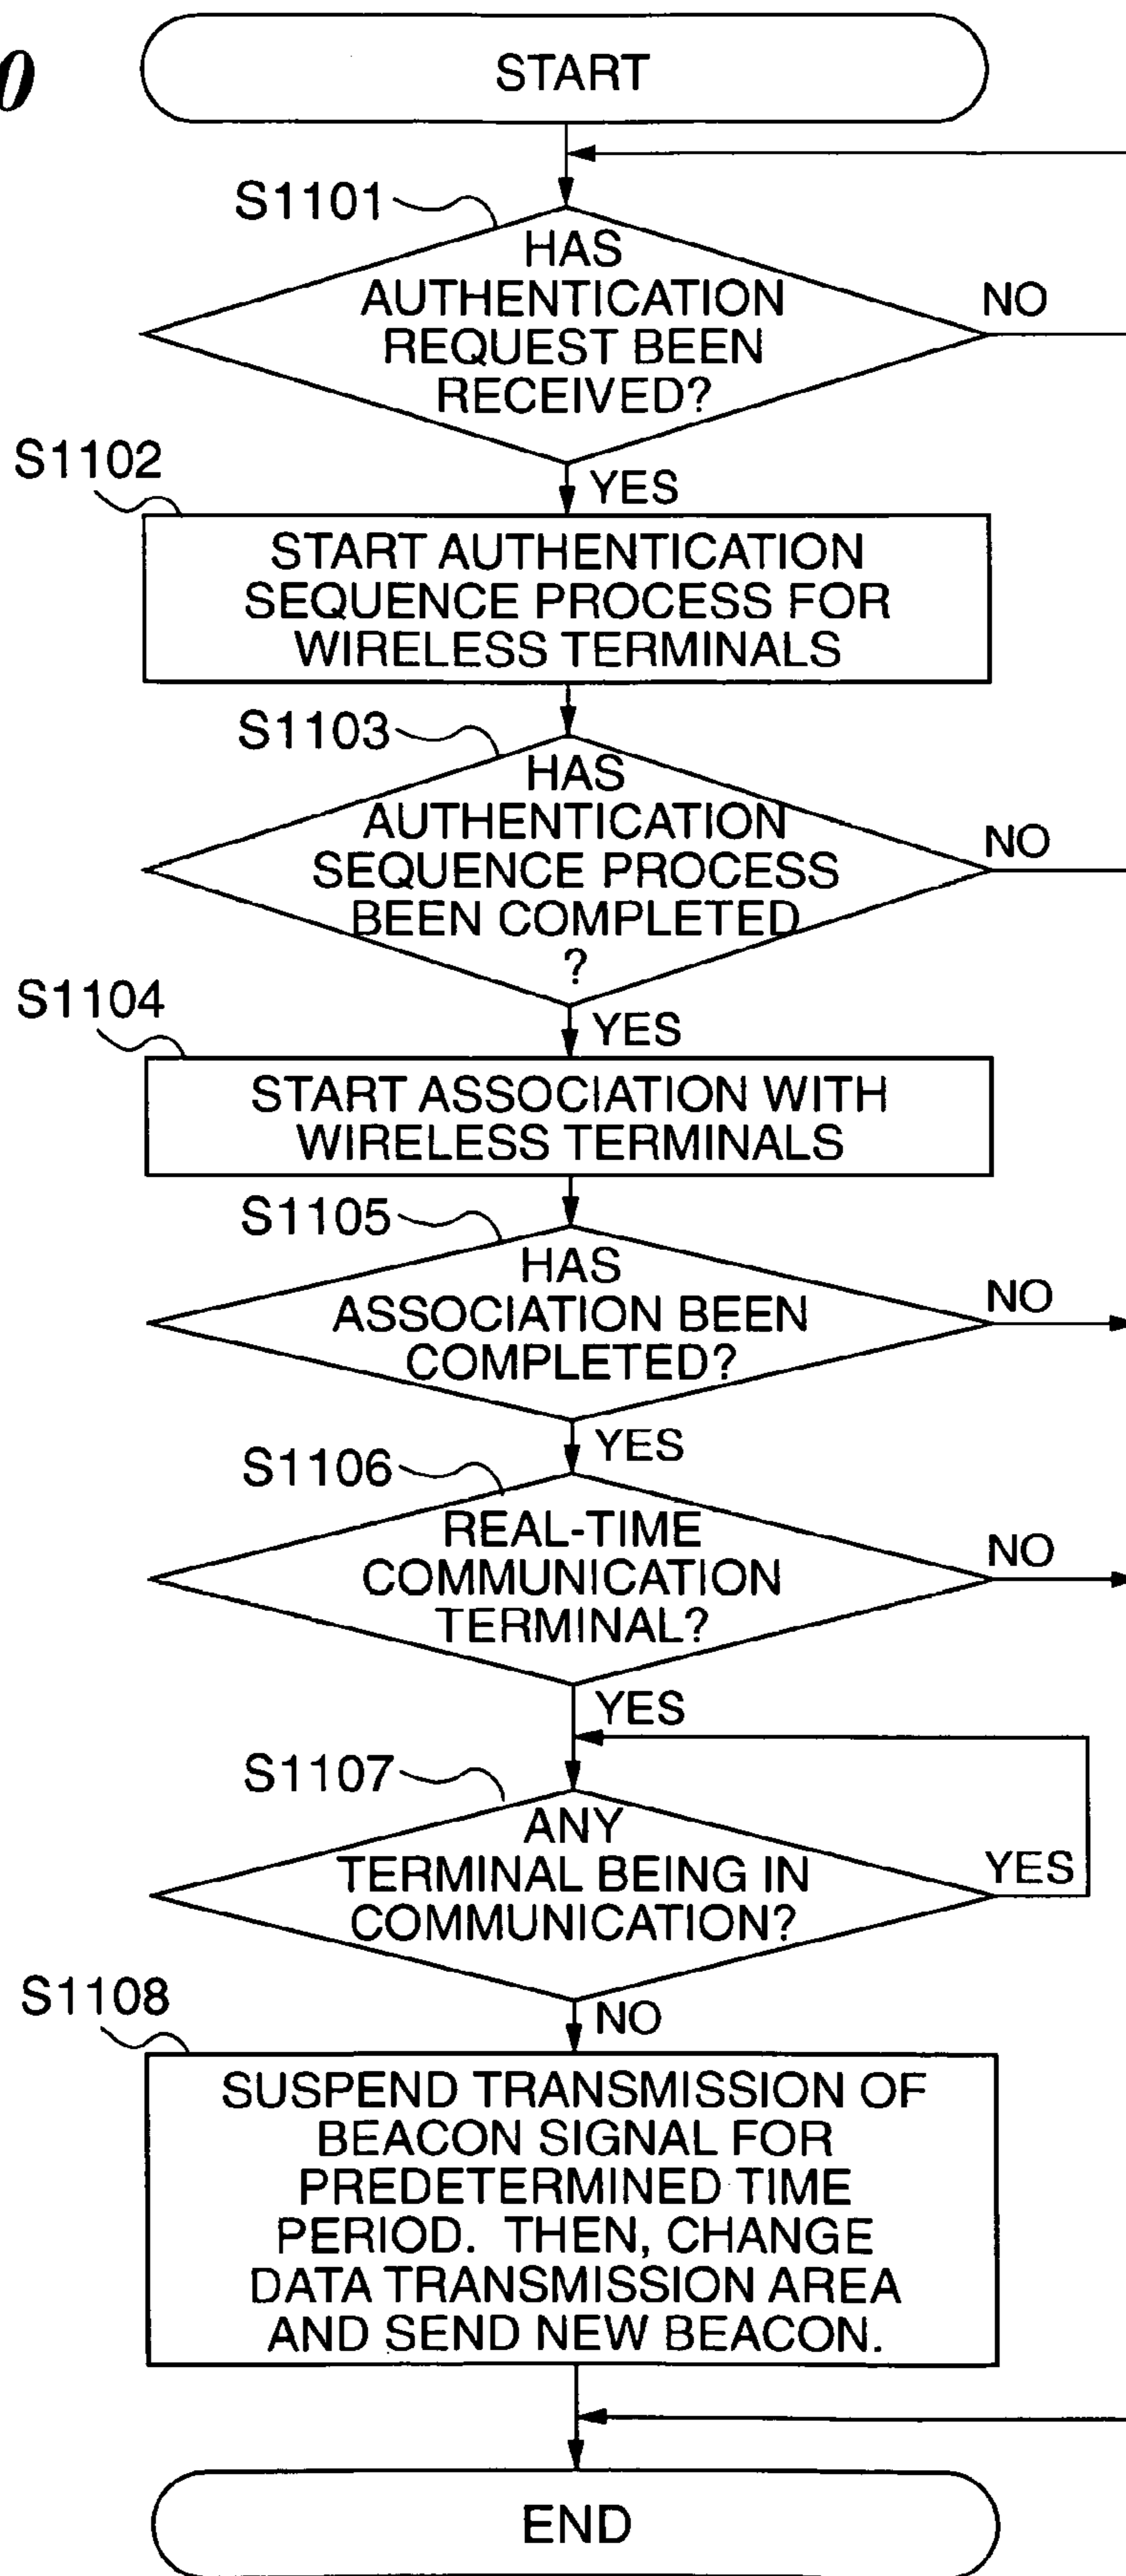 0
START
S1101
HAS
AUTHENTICATION
REQUEST BEEN
RECEIVED?
NO
YES
S1102
START AUTHENTICATION
SEQUENCE PROCESS FOR
WIRELESS TERMINALS
S1103
HAS
AUTHENTICATION
SEQUENCE PROCESS
BEEN COMPLETED
?
NO
YES
S1104
START ASSOCIATION WITH
WIRELESS TERMINALS
S1105
HAS
ASSOCIATION BEEN
COMPLETED?
NO
YES
S1106
REAL-TIME
COMMUNICATION
TERMINAL?
NO
YES
S1107
ANY
TERMINAL BEING IN
COMMUNICATION?
YES
NO
S1108
SUSPEND TRANSMISSION OF
BEACON SIGNAL FOR
PREDETERMINED TIME
PERIOD. THEN, CHANGE
DATA TRANSMISSION AREA
AND SEND NEW BEACON.
END